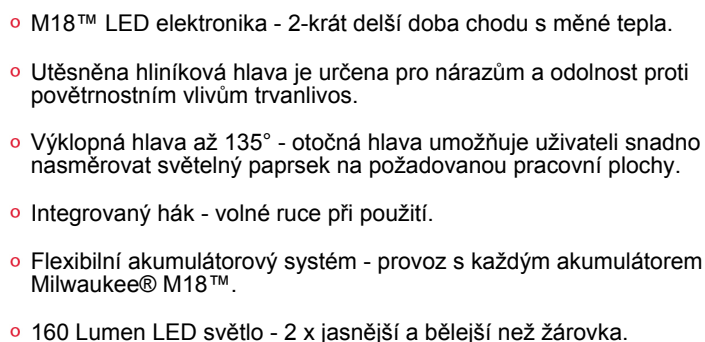 o M18™ LED elektronika - 2-krát delší doba chodu s méné tepla.
o Utěsněna hliníková hlava je určena pro nárazům a odolnost proti
povětrnostním vlivům trvanlivos.
o Výklopná hlava až 135° - otočná hlava umožňuje uživateli snadno
nasměrovat světelný paprsek na požadovanou pracovní plochy.
o Integrovaný hák - volné ruce při použití.
o Flexibilní akumulátorový systém - provoz s každým akumulátorem
Milwaukee® M18™.
o 160 Lumen LED světlo - 2 x jasnější a bělejší než žárovka.